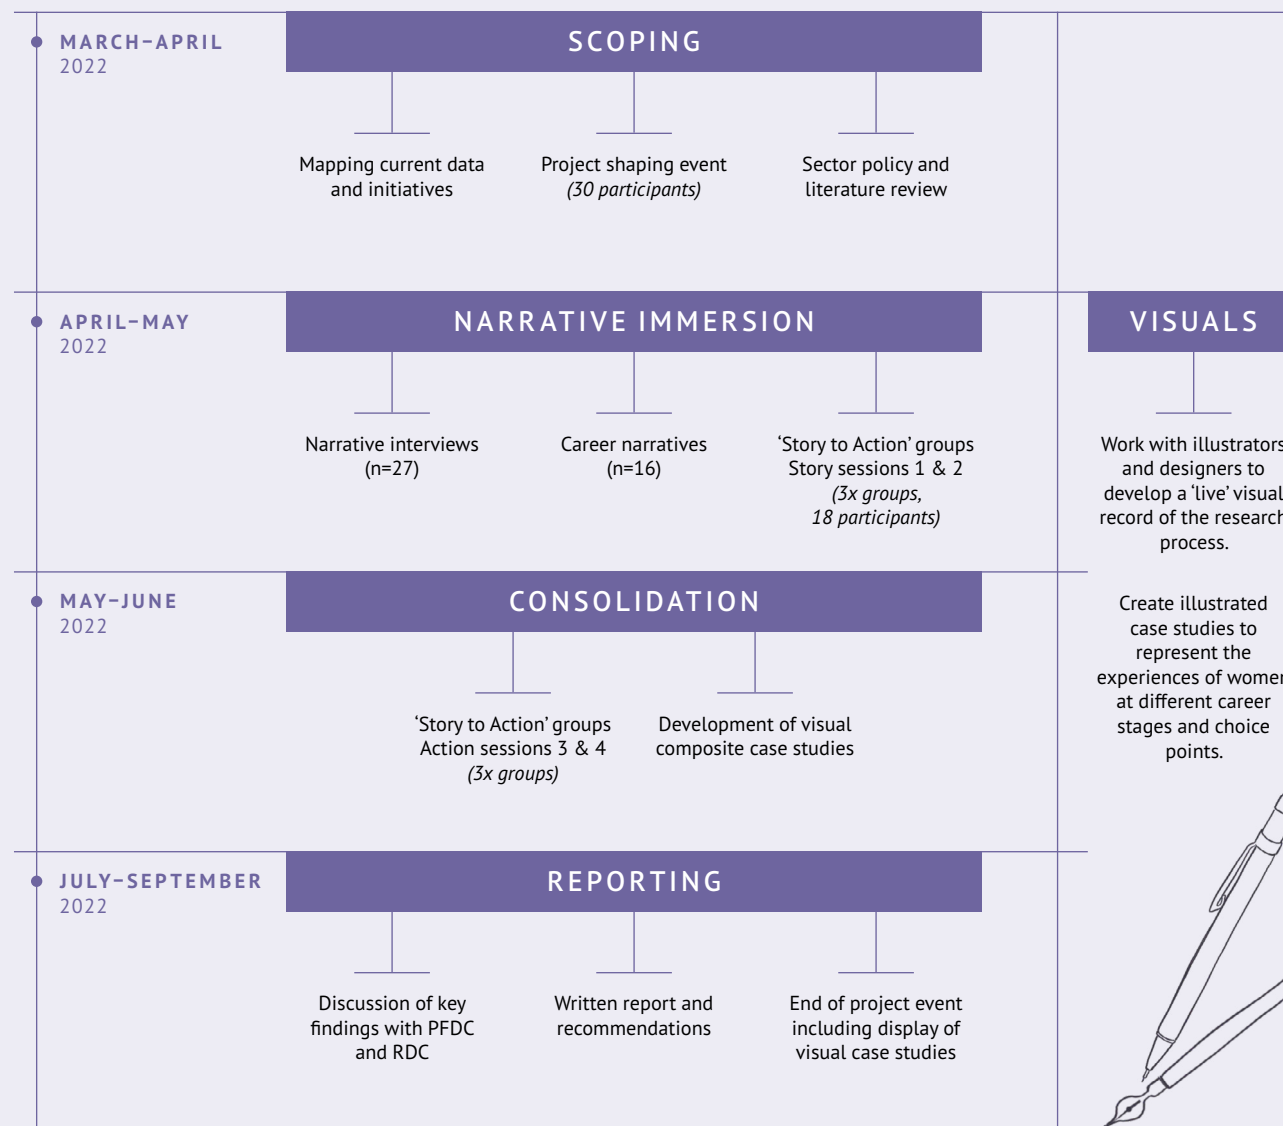 MARCH–APRIL
2022
SCOPING
Mapping current data
and initiatives
Project shaping event
(30 participants)
Sector policy and
literature review
APRIL–MAY
2022
NARRATIVE IMMERSION
Narrative interviews
(n=27)
Career narratives
(n=16)
‘Story to Action’ groups
Story sessions 1 & 2
(3x groups,
18 participants)
VISUALS
Work with illustrators
and designers to
develop a ‘live’ visual
record of the research
process.
Create illustrated
case studies to
represent the
experiences of women
at different career
stages and choice
points.
MAY–JUNE
2022
CONSOLIDATION
‘Story to Action’ groups
Action sessions 3 & 4
(3x groups)
Development of visual
composite case studies
JULY–SEPTEMBER
2022
REPORTING
Discussion of key
findings with PFDC
and RDC
Written report and
recommendations
End of project event
including display of
visual case studies